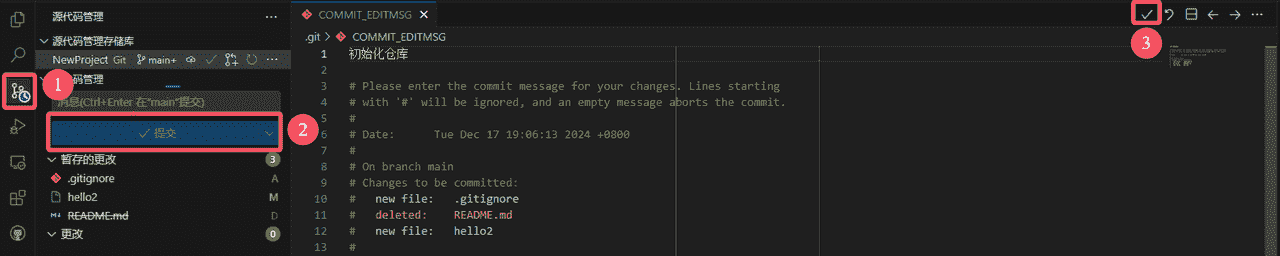 源代码管理
源代码管理存储库
NewProject Git main+
代码管理
消息(Ctrl+Enter 在"main"提交)
提交
暂存的更改 3
.gitignore A
hello2 M
README.md D
更改 0
1
2
3
COMMIT_EDITMSG
.git > COMMIT_EDITMSG
1 初始化仓库
2
3 # Please enter the commit message for your changes. Lines starting
4 # with '#' will be ignored, and an empty message aborts the commit.
#
6 # Date: Tue Dec 17 19:06:13 2024 +0800
7 #
8 # On branch main
9 # Changes to be committed:
10 # new file: .gitignore
11 # deleted: README.md
12 # new file: hello2
13 #